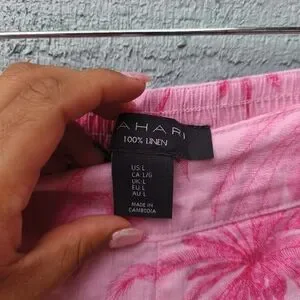 AHARI
100% LINEN
US L
CA L/G
UK L
EU L
AU L
MADE IN
CAMBODIA